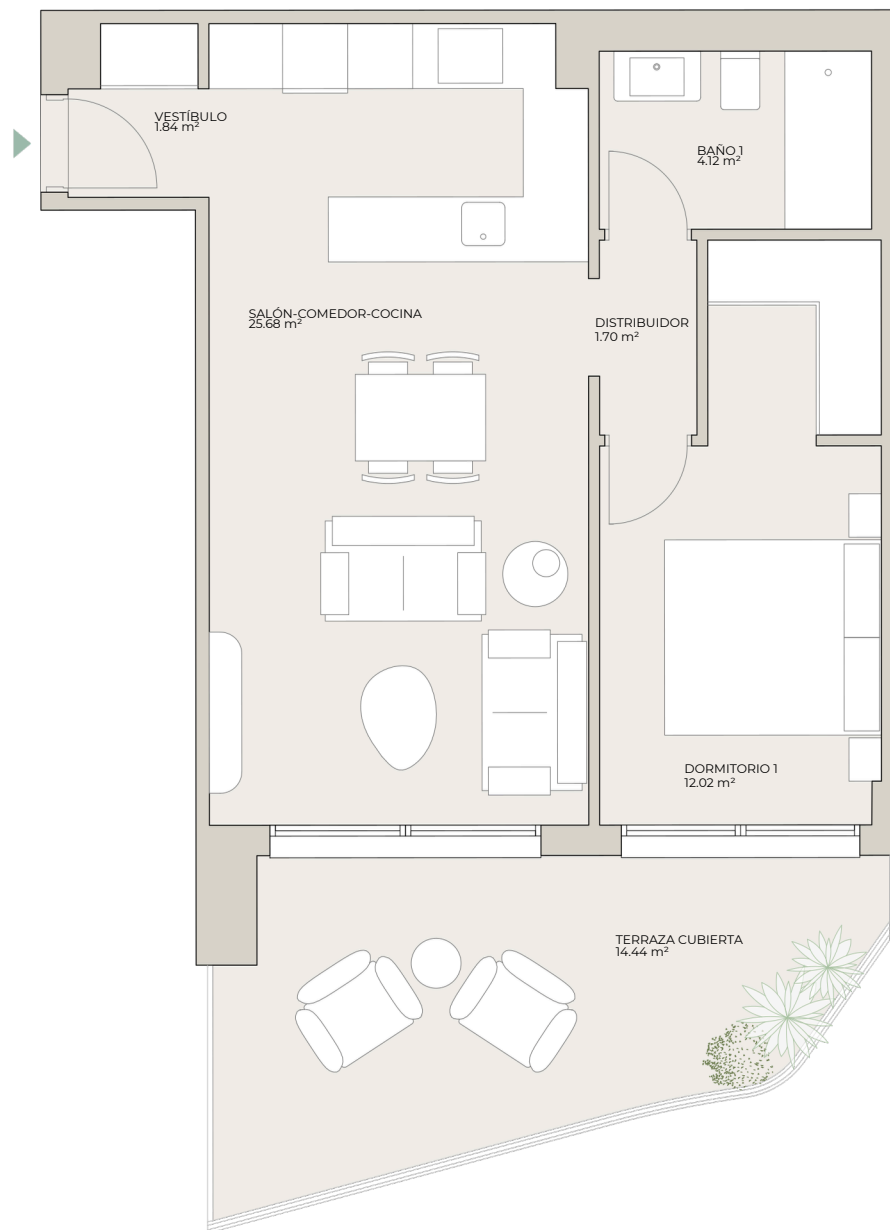 VESTÍBULO
1.84 m²
BAÑO 1
4.12 m²
SALÓN-COMEDOR-COCINA
25.68 m²
DISTRIBUIDOR
1.70 m²
DORMITORIO 1
12.02 m²
TERRAZA CUBIERTA
14.44 m²